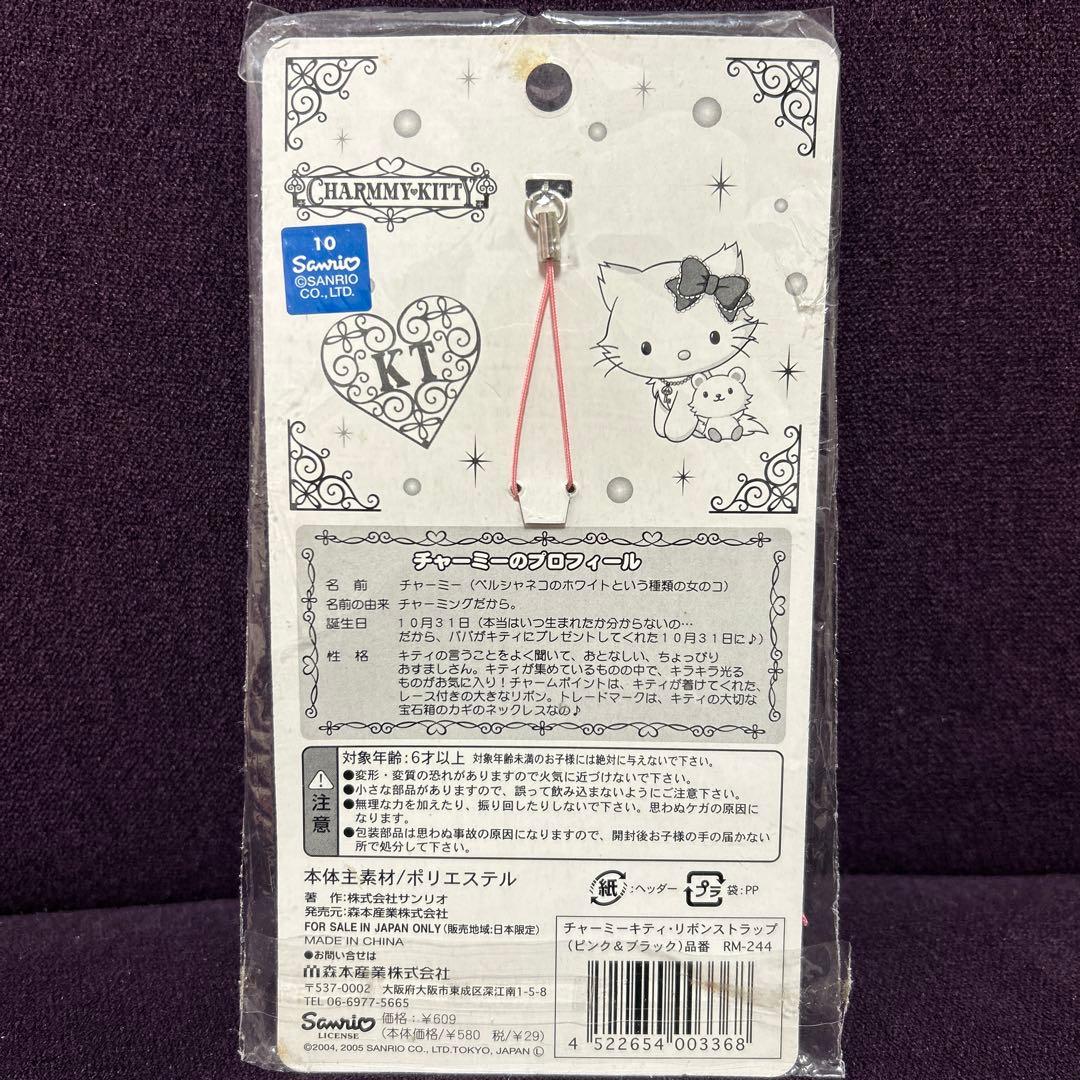 CHARMMY KITTY
10
Sanrio
©SANRIO
CO., LTD.
KT
チャーミーのプロフィール
名前 チャーミー（ペルシャネコのホワイトという種類の女のコ）
名前の由来 チャーミングだから。
誕生日 10月31日（本当はいつ生まれたか分からないの…
だから、パパがキティにプレゼントしてくれた10月31日に♪）
性格 キティの言うことをよく聞いて、おとなしい、ちょっぴり
おすましさん。キティが集めているものの中で、キラキラ光る
ものがお気に入り！チャームポイントは、キティが着けてくれた、
レース付きの大きなリボン。トレードマークは、キティの大切な
宝石箱のカギのネックレスなの♪
注意
対象年齢：6才以上 対象年齢未満のお子様には絶対に与えないで下さい。
●変形・変質の恐れがありますので火気に近づけないで下さい。
●小さな部品がありますので、誤って飲み込まないようにご注意下さい。
●無理な力を加えたり、振り回したりしないで下さい。思わぬケガの原因に
なります。
●包装部品は思わぬ事故の原因になりますので、開封後お子様の手の届かない
所で処分して下さい。
本体主素材/ポリエステル
紙：ヘッダー プラ 袋：PP
著 作：株式会社サンリオ
発売元：森本産業株式会社
FOR SALE IN JAPAN ONLY（販売地域：日本限定）
MADE IN CHINA
●お問い合せは
森本産業株式会社
〒537-0002 大阪府大阪市東成区深江南1-5-8
TEL 06-6977-5665
Sanrio
LICENSE
価格：￥609
（本体価格/￥580 税/￥29）
©2004, 2005 SANRIO CO., LTD.TOKYO, JAPAN Ⓛ
チャーミーキティ・リボンストラップ
（ピンク＆ブラック）品番 RM-244
4 522654 003368